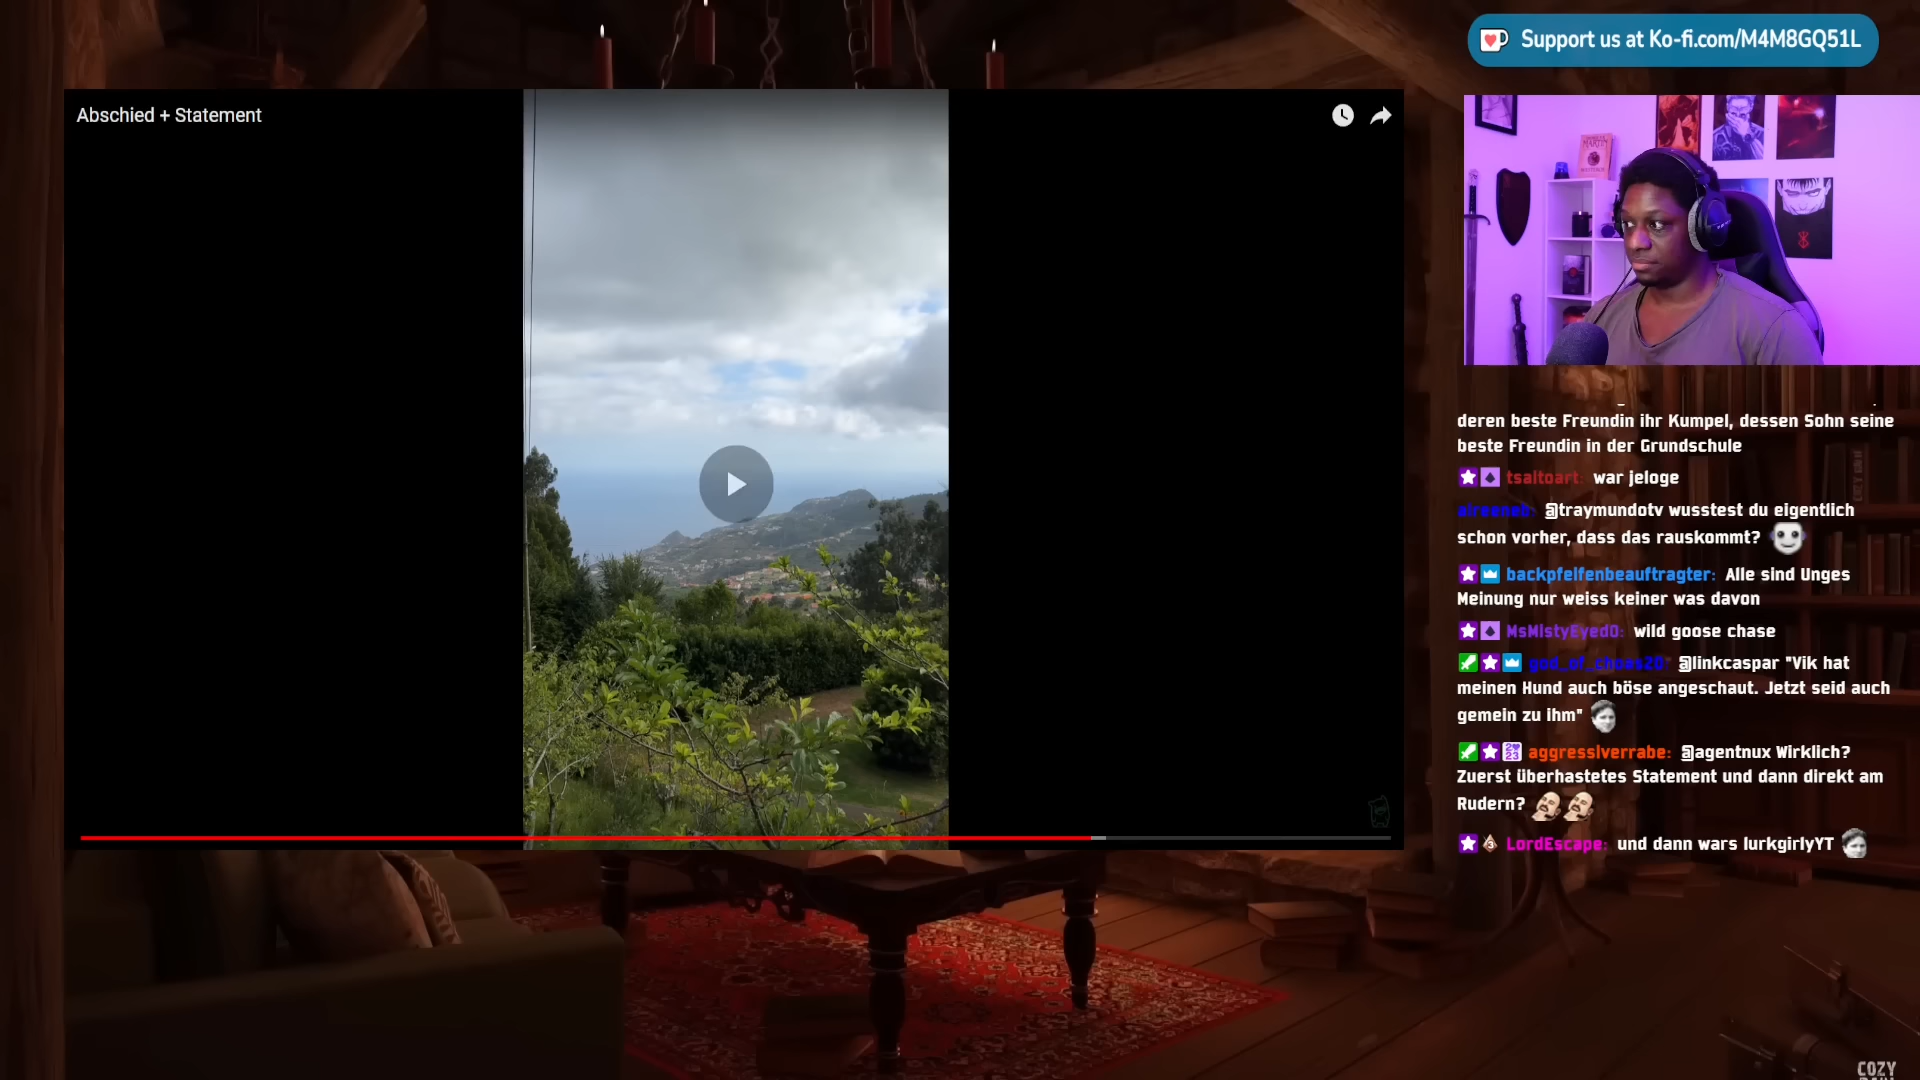 Support us at Ko-fi.com/M4M8GQ51L
Abschied + Statement
MARTIN
deren beste Freundin ihr Kumpel, dessen Sohn seine
beste Freundin in der Grundschule
tsaltoart: war jeloge
@traymundotv wusstest du eigentlich
schon vorher, dass das rauskommt?
backpfeifenbeauftragter: Alle sind Unges
Meinung nur weiss keiner was davon
MsMistyEyed0: wild goose chase
god_of_choas20: @linkcaspar "Vik hat
meinen Hund auch böse angeschaut. Jetzt seid auch
gemein zu ihm"
aggressiverrabe: @agentnux Wirklich?
Zuerst überhastetes Statement und dann direkt am
Rudern?
LordEscape: und dann wars lurkgirlyYT
COZY